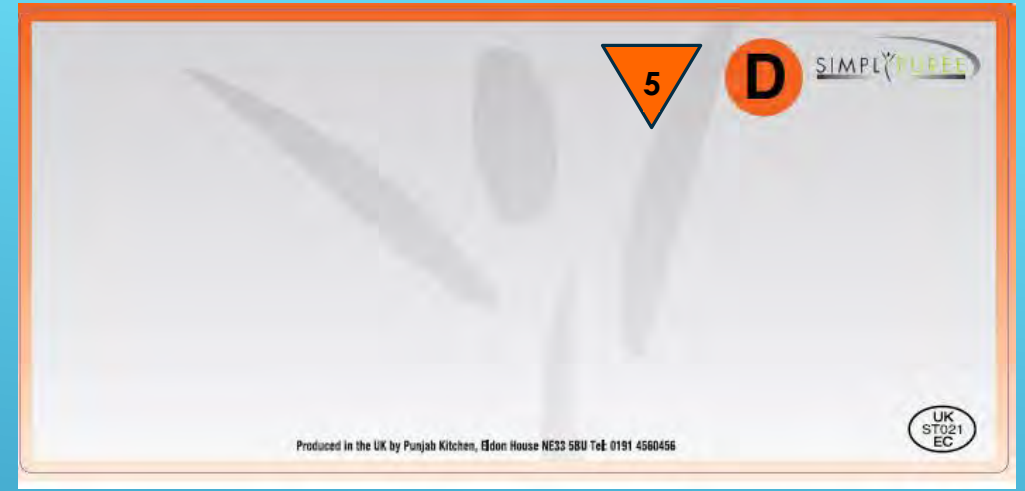 5
D
SIMPLY PUREE
Produced in the UK by Punjab Kitchen, Eldon House NE33 5BU Tel: 0191 4560456
UK
ST021
EC